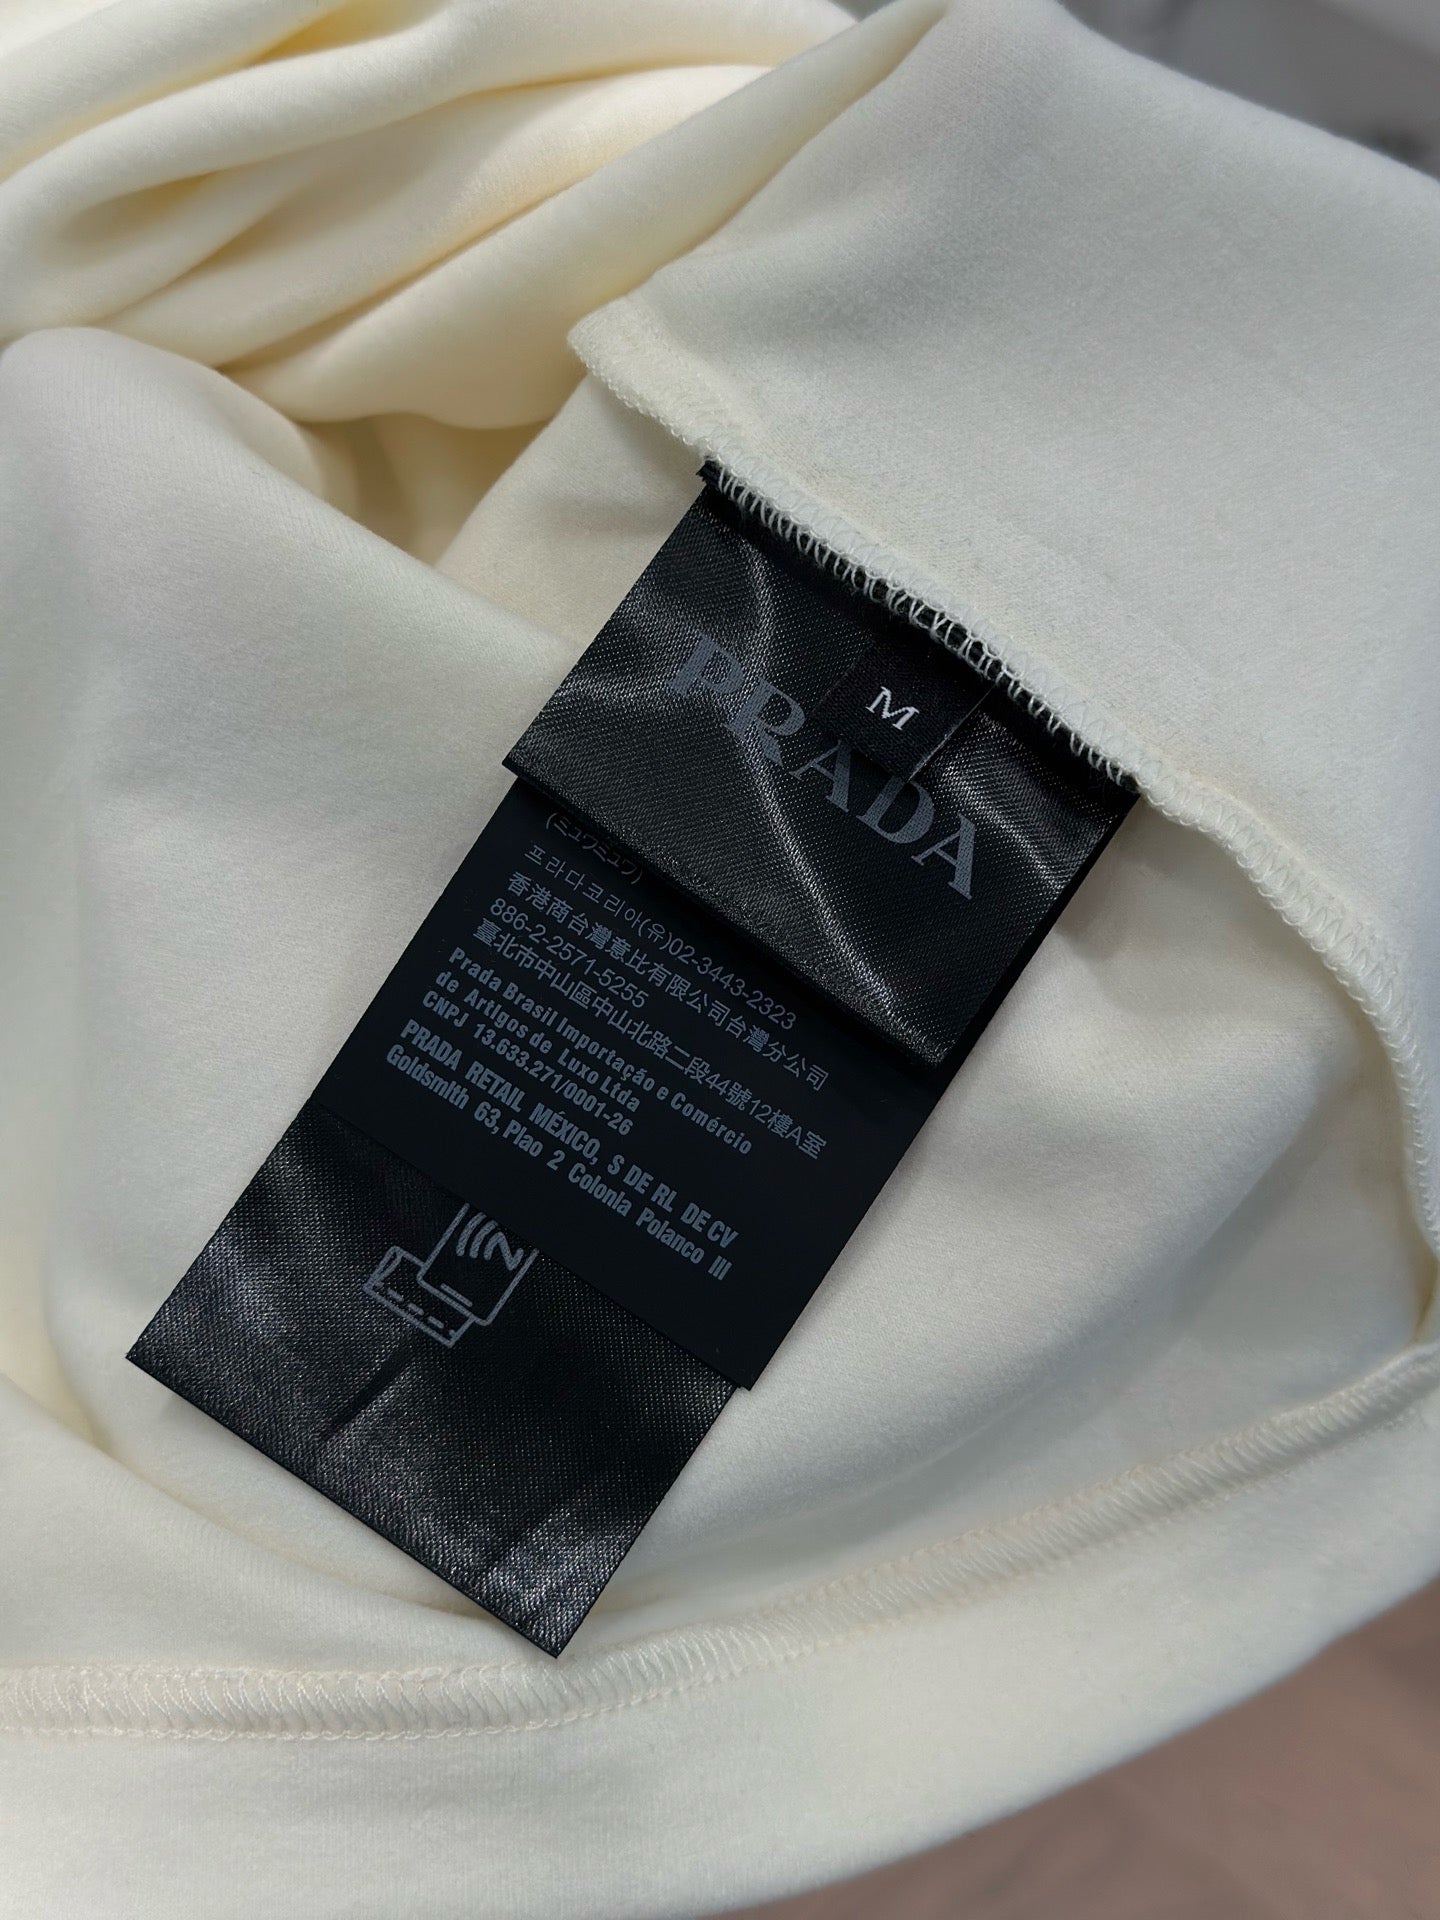 PRADA
M
(ミュウミュウ)
프라다코리아(유)02-3443-2323
香港商台灣意比有限公司台灣分公司
886-2-2571-5255
臺北市中山區中山北路二段44號12樓A室
Prada Brasil Importação e Comércio
de Artigos de Luxo Ltda
CNPJ 13.633.271/0001-26
PRADA RETAIL MÉXICO, S DE RL DE CV
Goldsmith 63, Piao 2 Colonia Polanco III